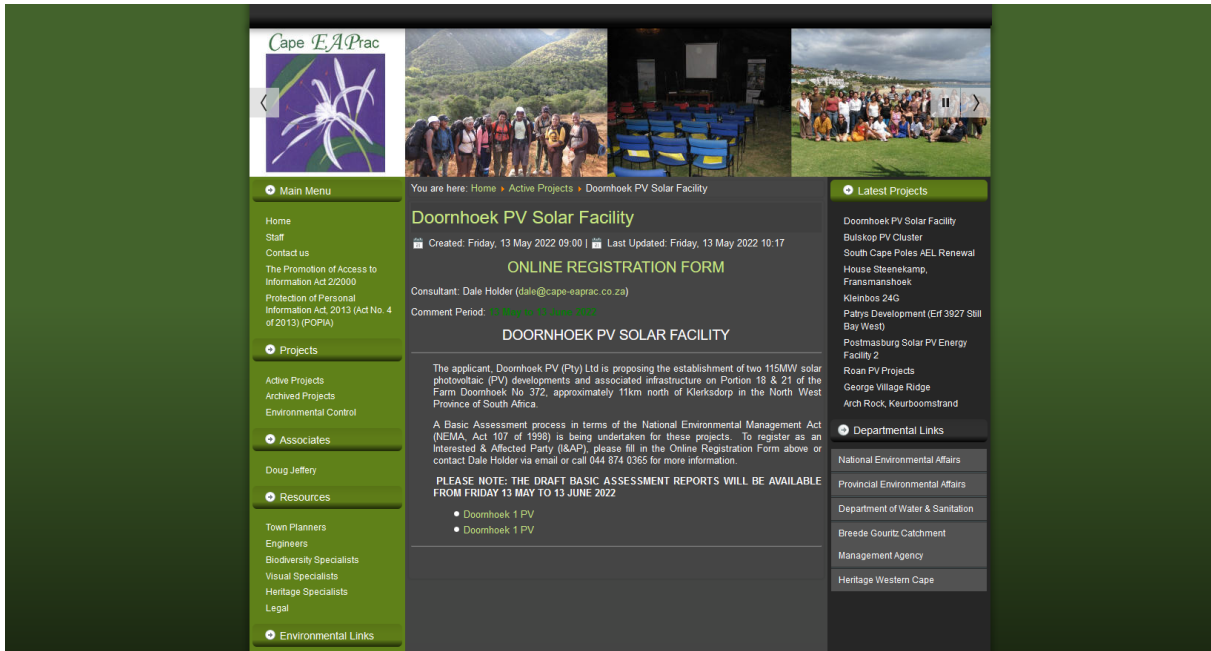 Cape EAPrac
Main Menu
Home
Staff
Contact us
The Promotion of Access to
Information Act 2/2000
Protection of Personal
Information Act, 2013 (Act No. 4
of 2013) (POPIA)
Projects
Active Projects
Archived Projects
Environmental Control
Associates
Doug Jeffery
Resources
Town Planners
Engineers
Biodiversity Specialists
Visual Specialists
Heritage Specialists
Legal
Environmental Links
You are here: Home Active Projects Doornhoek PV Solar Facility
Doornhoek PV Solar Facility
Created: Friday, 13 May 2022 09:00 | Last Updated: Friday, 13 May 2022 10:17
ONLINE REGISTRATION FORM
Consultant: Dale Holder (dale@cape-eaprac.co.za)
Comment Period: 13 May to 13 June 2022
DOORNHOEK PV SOLAR FACILITY
The applicant, Doornhoek PV (Pty) Ltd is proposing the establishment of two 115MW solar
photovoltaic (PV) developments and associated infrastructure on Portion 18 & 21 of the
Farm Doornhoek No 372, approximately 11km north of Klerksdorp in the North West
Province of South Africa.
A Basic Assessment process in terms of the National Environmental Management Act
(NEMA, Act 107 of 1998) is being undertaken for these projects. To register as an
Interested & Affected Party (I&AP), please fill in the Online Registration Form above or
contact Dale Holder via email or call 044 874 0365 for more information.
PLEASE NOTE: THE DRAFT BASIC ASSESSMENT REPORTS WILL BE AVAILABLE
FROM FRIDAY 13 MAY TO 13 JUNE 2022
Doornhoek 1 PV
Doornhoek 1 PV
Latest Projects
Doornhoek PV Solar Facility
Bulskop PV Cluster
South Cape Poles AEL Renewal
House Steenekamp,
Fransmanshoek
Kleinbos 24G
Patrys Development (Erf 3927 Still
Bay West)
Postmasburg Solar PV Energy
Facility 2
Roan PV Projects
George Village Ridge
Arch Rock, Keurboomstrand
Departmental Links
National Environmental Affairs
Provincial Environmental Affairs
Department of Water & Sanitation
Breede Gouritz Catchment
Management Agency
Heritage Western Cape